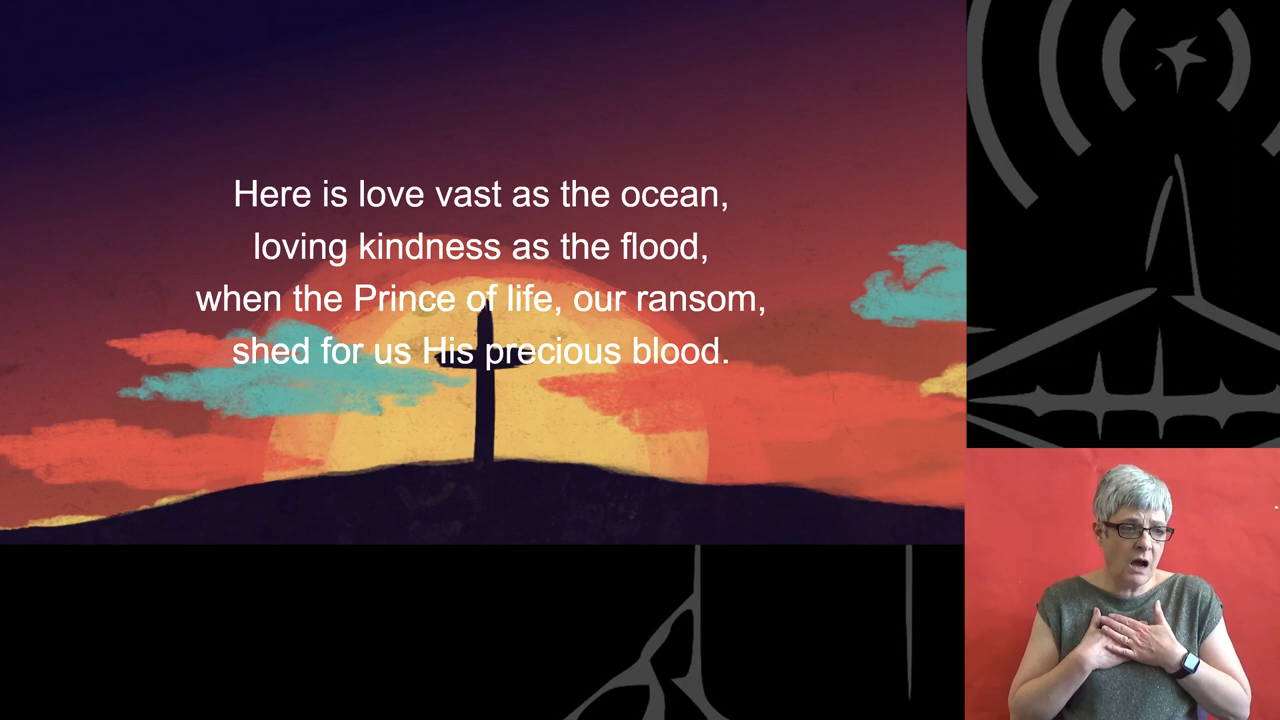 Here is love vast as the ocean,
loving kindness as the flood,
when the Prince of life, our ransom,
shed for us His precious blood.